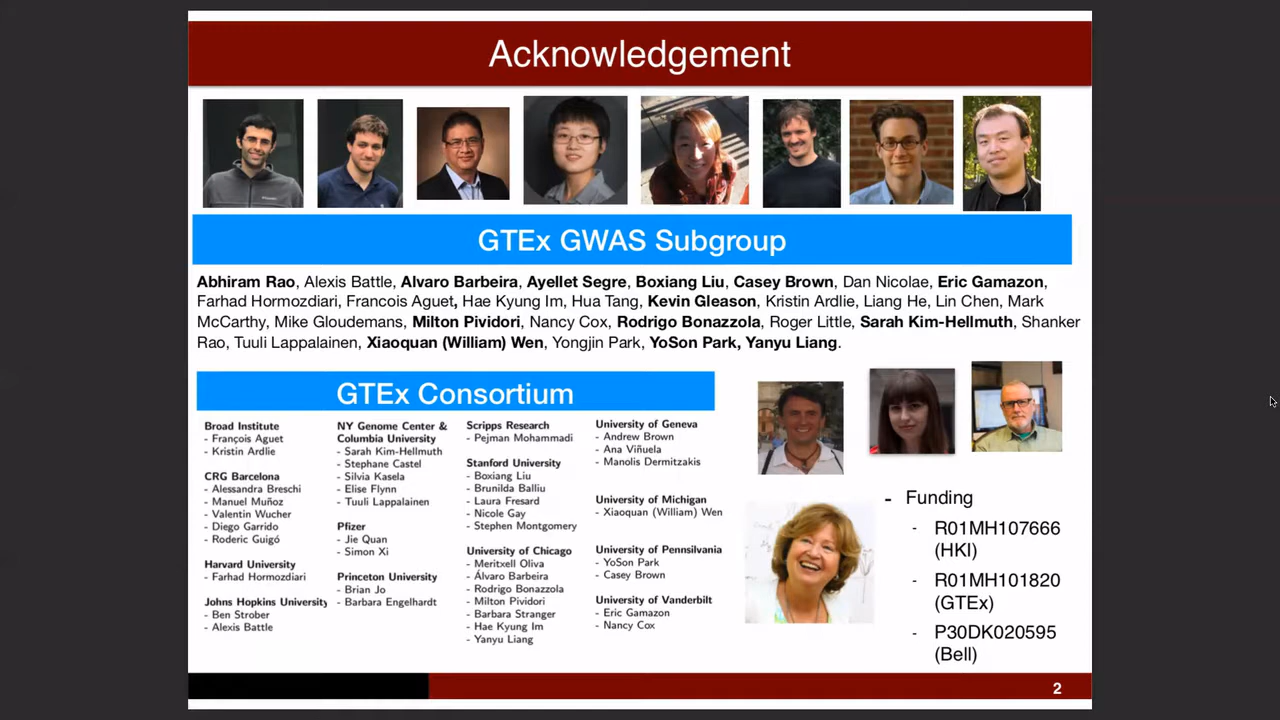 Acknowledgement
GTEx GWAS Subgroup
Abhiram Rao, Alexis Battle, Alvaro Barbeira, Ayellet Segre, Boxiang Liu, Casey Brown, Dan Nicolae, Eric Gamazon,
Farhad Hormozdiari, Francois Aguet, Hae Kyung Im, Hua Tang, Kevin Gleason, Kristin Ardlie, Liang He, Lin Chen, Mark
McCarthy, Mike Gloudemans, Milton Pividori, Nancy Cox, Rodrigo Bonazzola, Roger Little, Sarah Kim-Hellmuth, Shanker
Rao, Tuuli Lappalainen, Xiaoquan (William) Wen, Yongjin Park, YoSon Park, Yanyu Liang.
GTEx Consortium
Broad Institute
- François Aguet
- Kristin Ardlie
CRG Barcelona
- Alessandra Breschi
- Manuel Muñoz
- Valentin Wucher
- Diego Garrido
- Roderic Guigó
Harvard University
- Farhad Hormozdiari
Johns Hopkins University
- Ben Strober
- Alexis Battle
NY Genome Center &
Columbia University
- Sarah Kim-Hellmuth
- Stephane Castel
- Silvia Kasela
- Elise Flynn
- Tuuli Lappalainen
Pfizer
- Jie Quan
- Simon Xi
Princeton University
- Brian Jo
- Barbara Engelhardt
Scripps Research
- Pejman Mohammadi
Stanford University
- Boxiang Liu
- Brunilda Balliu
- Laura Fresard
- Nicole Gay
- Stephen Montgomery
University of Chicago
- Meritxell Oliva
- Álvaro Barbeira
- Rodrigo Bonazzola
- Milton Pividori
- Barbara Stranger
- Hae Kyung Im
- Yanyu Liang
University of Geneva
- Andrew Brown
- Ana Viñuela
- Manolis Dermitzakis
University of Michigan
- Xiaoquan (William) Wen
University of Pennsilvania
- YoSon Park
- Casey Brown
University of Vanderbilt
- Eric Gamazon
- Nancy Cox
- Funding
- R01MH107666
(HKI)
- R01MH101820
(GTEx)
- P30DK020595
(Bell)
2